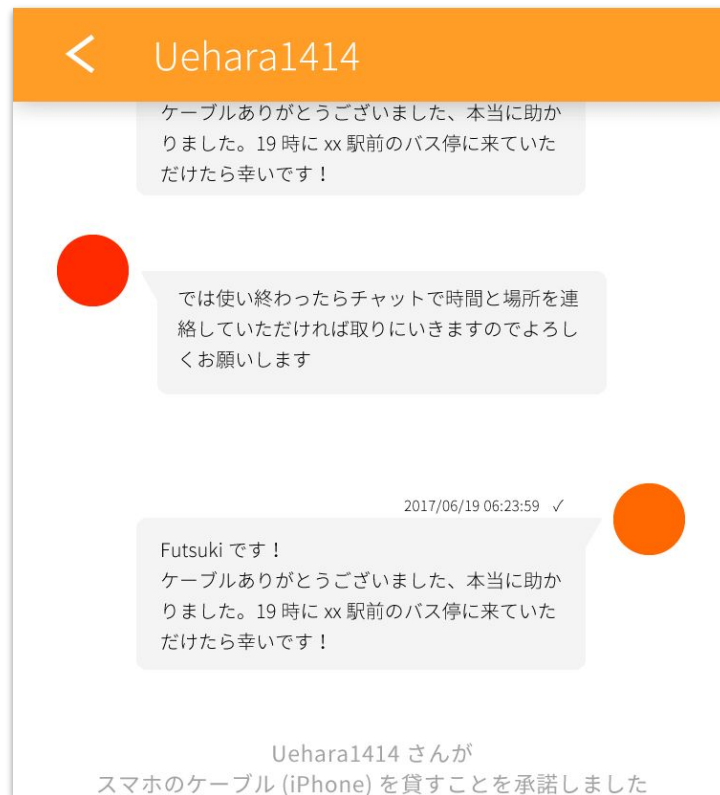 Uehara1414
ケーブルありがとうございました、本当に助か
りました。19 時に xx 駅前のバス停に来ていた
だけたら幸いです！
では使い終わったらチャットで時間と場所を連
絡していただければ取りにいきますのでよろし
くお願いします
2017/06/19 06:23:59 ✓
Futsuki です！
ケーブルありがとうございました、本当に助か
りました。19 時に xx 駅前のバス停に来ていた
だけたら幸いです！
Uehara1414 さんが
スマホのケーブル (iPhone) を貸すことを承諾しました